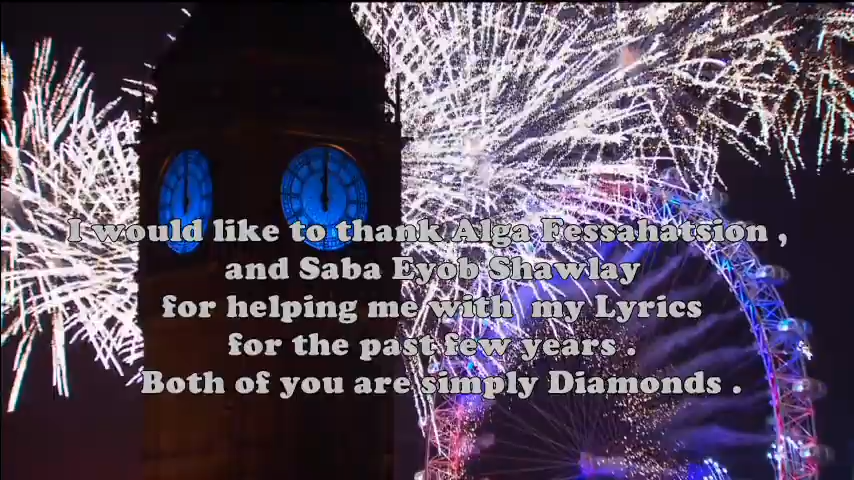 I would like to thank Alga Fessahatsion ,
and Saba Eyob Shawlay
for helping me with my Lyrics
for the past few years .
Both of you are simply Diamonds .